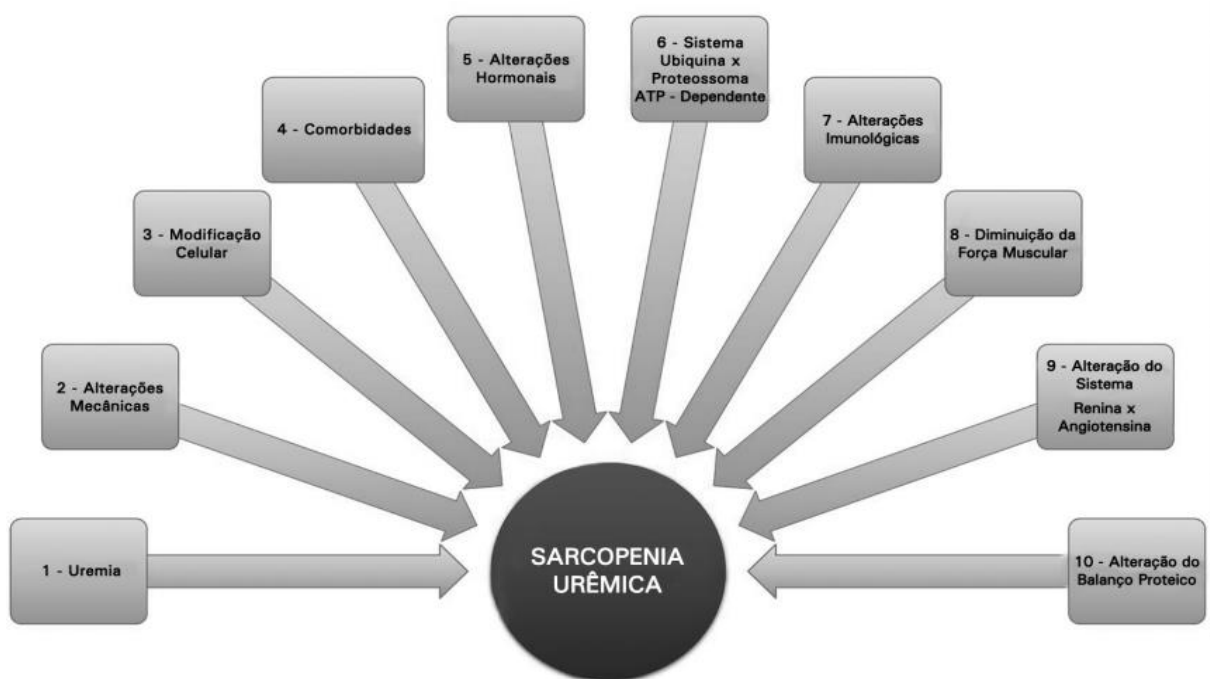 1 - Uremia
2 - Alterações
Mecânicas
3 - Modificação
Celular
4 - Comorbidades
5 - Alterações
Hormonais
6 - Sistema
Ubiquina x
Proteossoma
ATP - Dependente
7 - Alterações
Imunológicas
8 - Diminuição da
Força Muscular
9 - Alteração do
Sistema
Renina x
Angiotensina
10 - Alteração do
Balanço Proteico
SARCOPENIA
URÊMICA